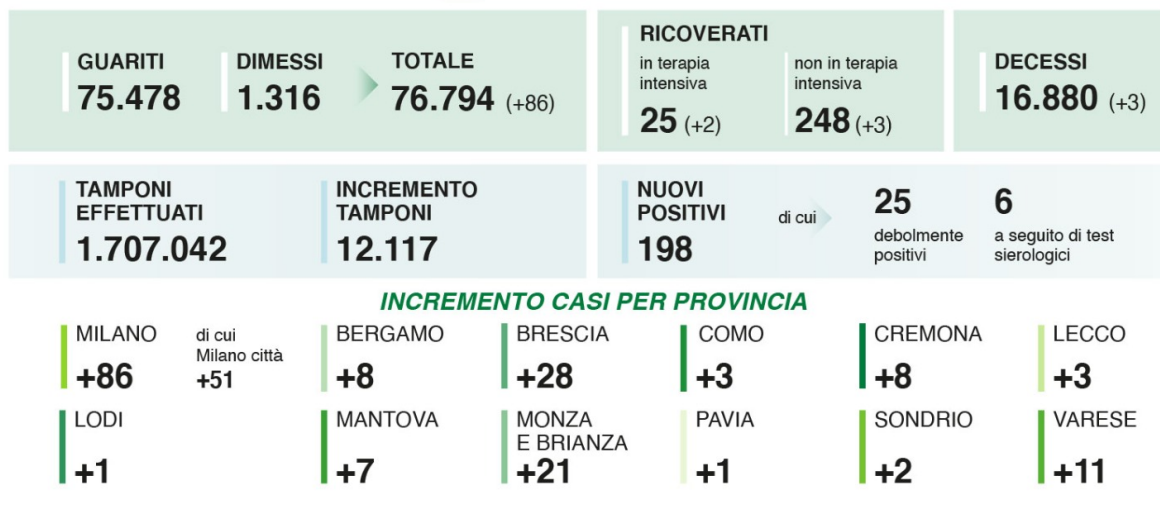 GUARITI
75.478
DIMESSI
1.316
TOTALE
76.794 (+86)
RICOVERATI
in terapia
intensiva
25 (+2)
non in terapia
intensiva
248 (+3)
DECESSI
16.880 (+3)
TAMPONI
EFFETTUATI
1.707.042
INCREMENTO
TAMPONI
12.117
NUOVI
POSITIVI
198
di cui
25
debolmente
positivi
6
a seguito di test
sierologici
INCREMENTO CASI PER PROVINCIA
MILANO
+86
di cui
Milano città
+51
BERGAMO
+8
BRESCIA
+28
COMO
+3
CREMONA
+8
LECCO
+3
LODI
+1
MANTOVA
+7
MONZA
E BRIANZA
+21
PAVIA
+1
SONDRIO
+2
VARESE
+11